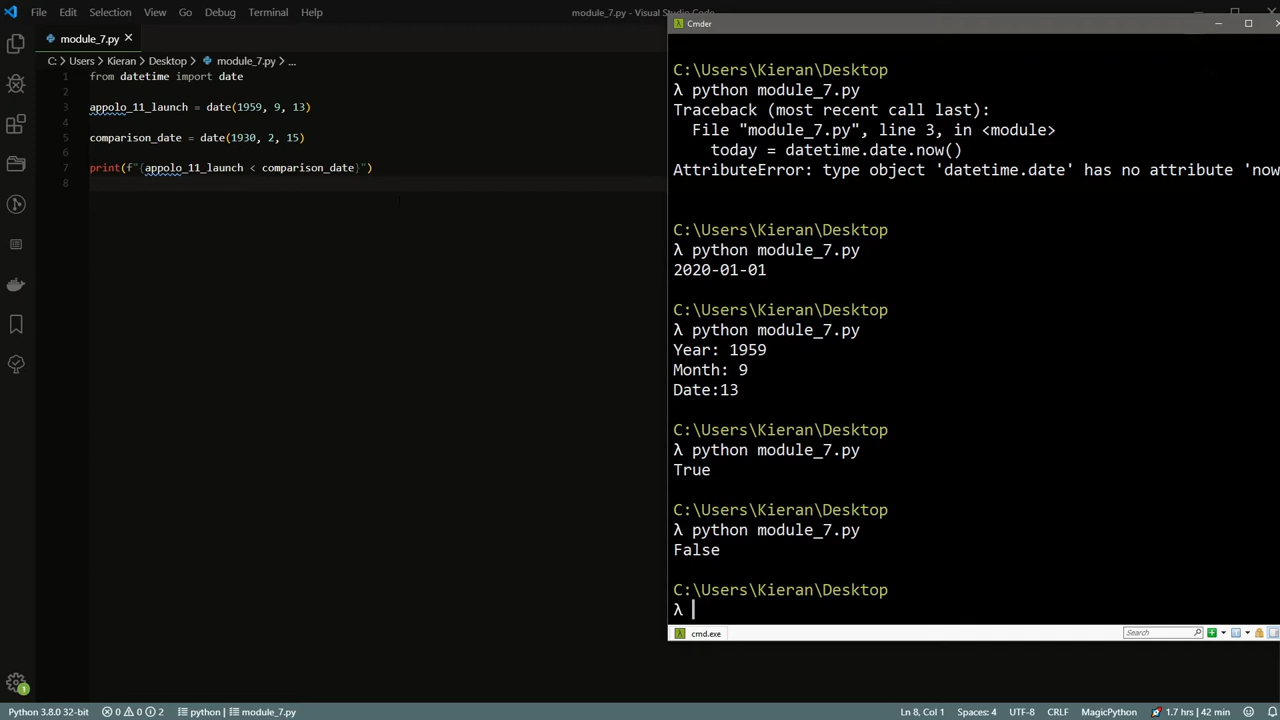 File Edit Selection View Go Debug Terminal Help
module_7.py - Visual Studio Code
module_7.py
C: > Users > Kieran > Desktop > module_7.py > ...
1 from datetime import date
2
3 appolo_11_launch = date(1959, 9, 13)
4
5 comparison_date = date(1930, 2, 15)
6
7 print(f"{appolo_11_launch < comparison_date}")
8
Cmder
C:\Users\Kieran\Desktop
λ python module_7.py
Traceback (most recent call last):
File "module_7.py", line 3, in <module>
today = datetime.date.now()
AttributeError: type object 'datetime.date' has no attribute 'now
C:\Users\Kieran\Desktop
λ python module_7.py
2020-01-01
C:\Users\Kieran\Desktop
λ python module_7.py
Year: 1959
Month: 9
Date:13
C:\Users\Kieran\Desktop
λ python module_7.py
True
C:\Users\Kieran\Desktop
λ python module_7.py
False
C:\Users\Kieran\Desktop
λ
cmd.exe
Search
1
Python 3.8.0 32-bit 0 0 2 python | module_7.py Ln 8, Col 1 Spaces: 4 UTF-8 CRLF MagicPython 1.7 hrs | 42 min